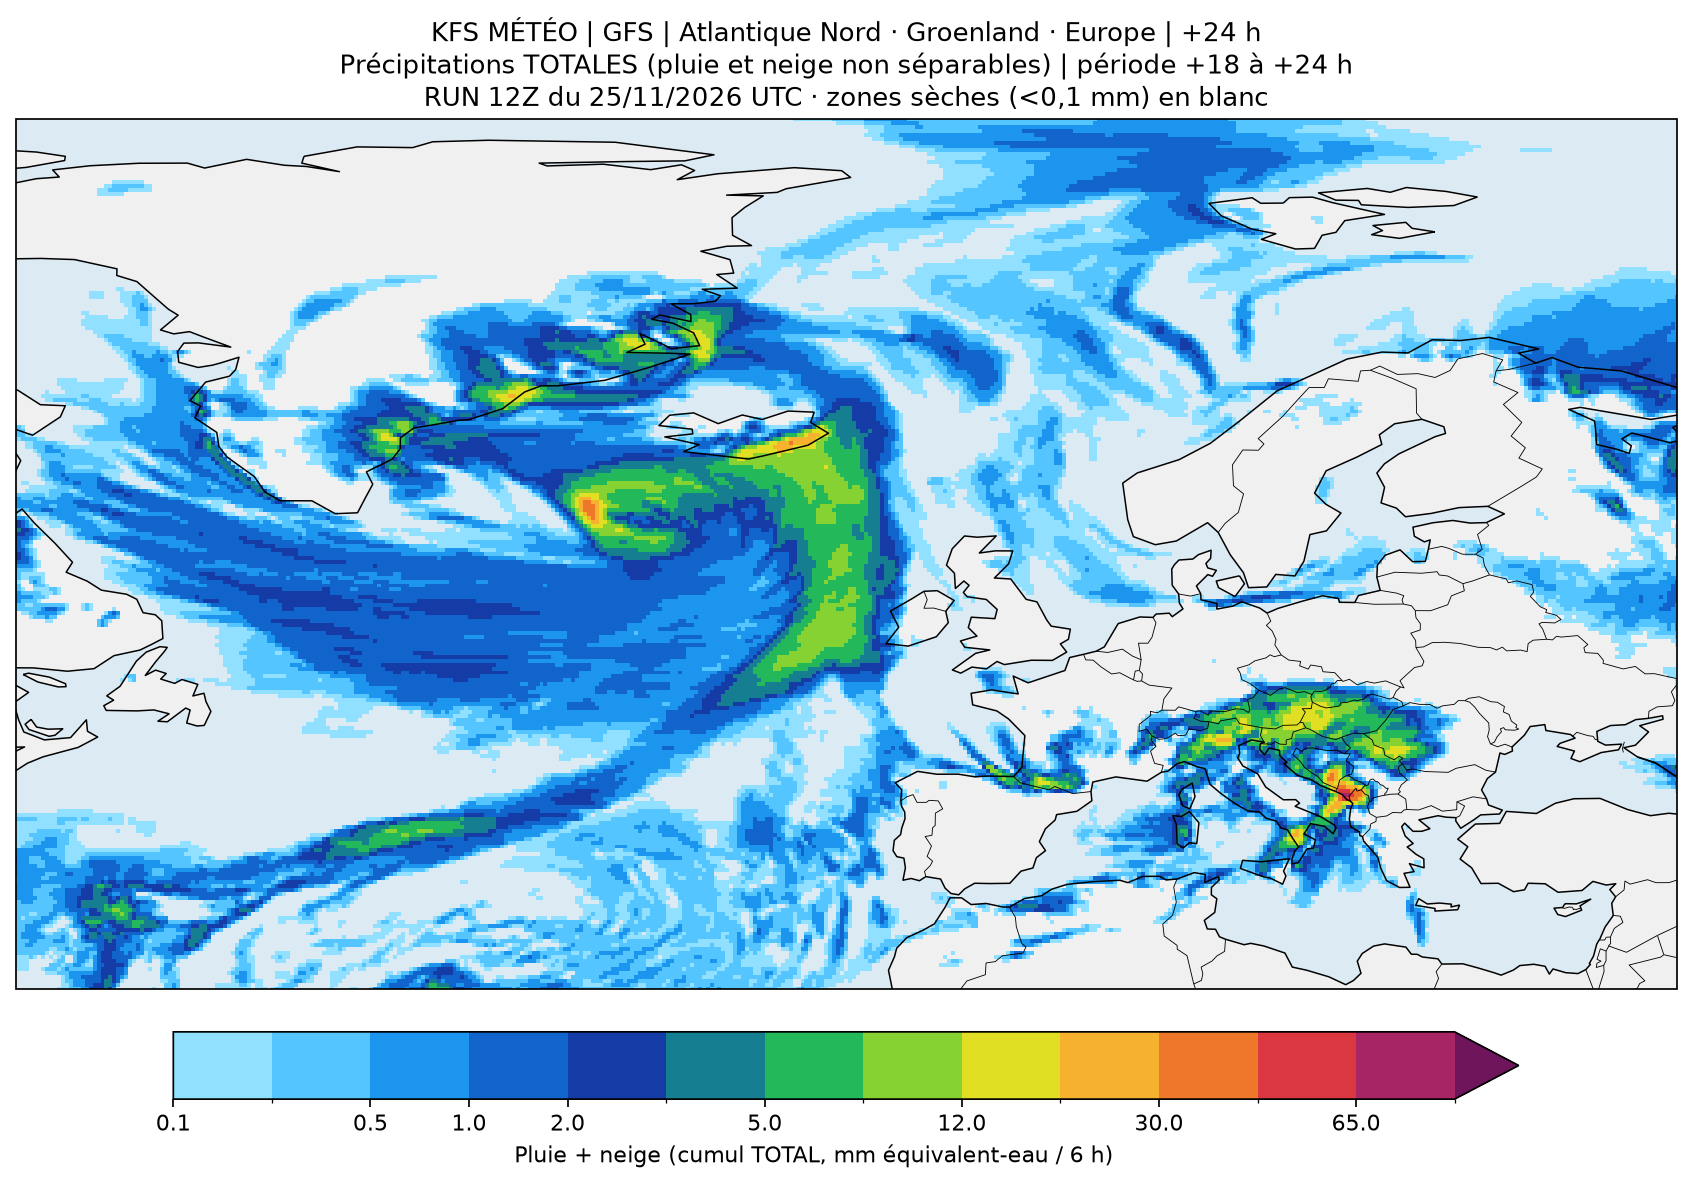 KFS MÉTÉO | GFS | Atlantique Nord · Groenland · Europe | +24 h
Précipitations TOTALES (pluie et neige non séparables) | période +18 à +24 h
RUN 12Z du 25/11/2026 UTC · zones sèches (<0,1 mm) en blanc
0.1 0.5 1.0 2.0 5.0 12.0 30.0 65.0
Pluie + neige (cumul TOTAL, mm équivalent-eau / 6 h)